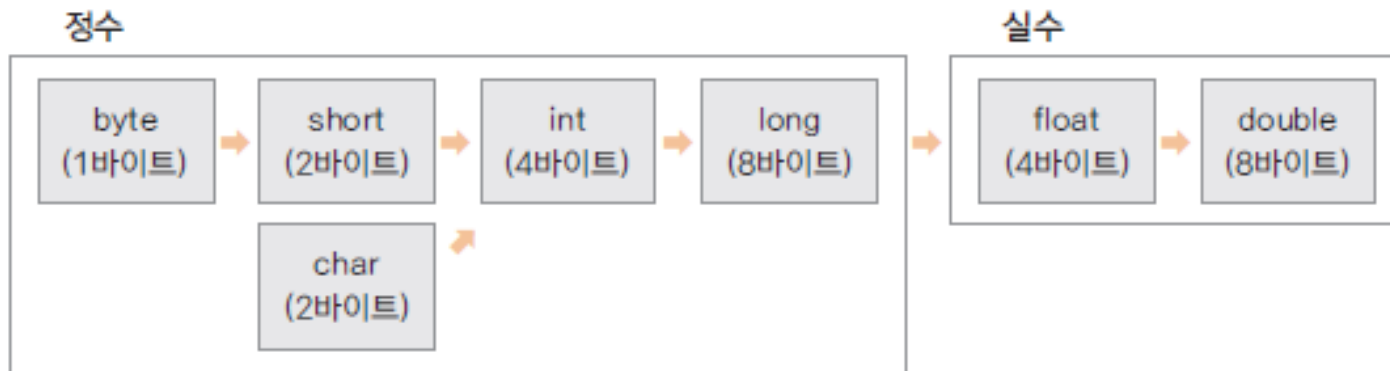 정수
실수
byte
(1바이트)
short
(2바이트)
int
(4바이트)
long
(8바이트)
float
(4바이트)
double
(8바이트)
char
(2바이트)